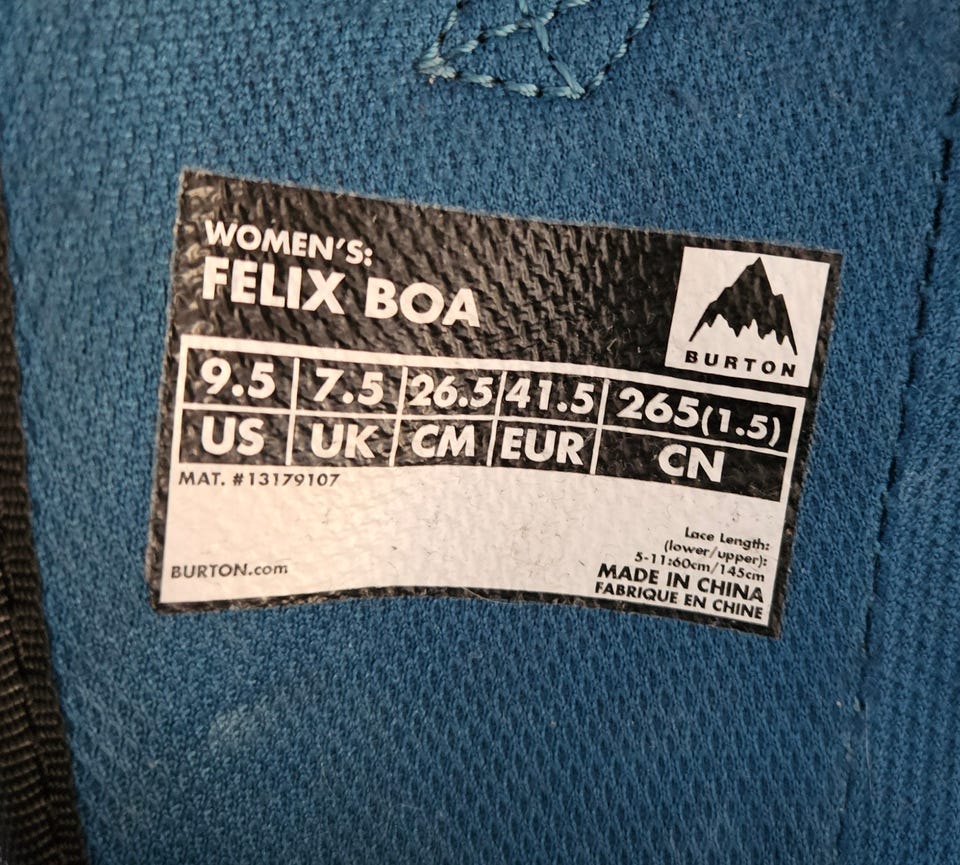 WOMEN'S:
FELIX BOA
BURTON
9.5 7.5 26.5 41.5 265(1.5)
US UK CM EUR CN
MAT. #13179107
Lace Length:
(lower/upper):
5-11:60cm/145cm
MADE IN CHINA
FABRIQUE EN CHINE
BURTON.com